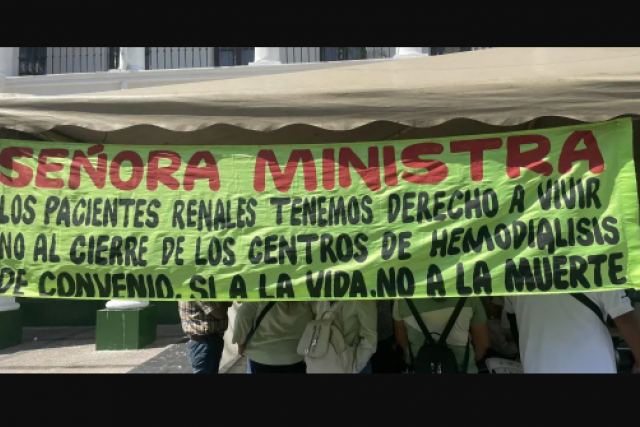 SEÑORA MINISTRA
LOS PACIENTES RENALES TENEMOS DERECHO A VIVIR
NO AL CIERRE DE LOS CENTROS DE HEMODIALISIS
DE CONVENIO. SI A LA VIDA.NO A LA MUERTE